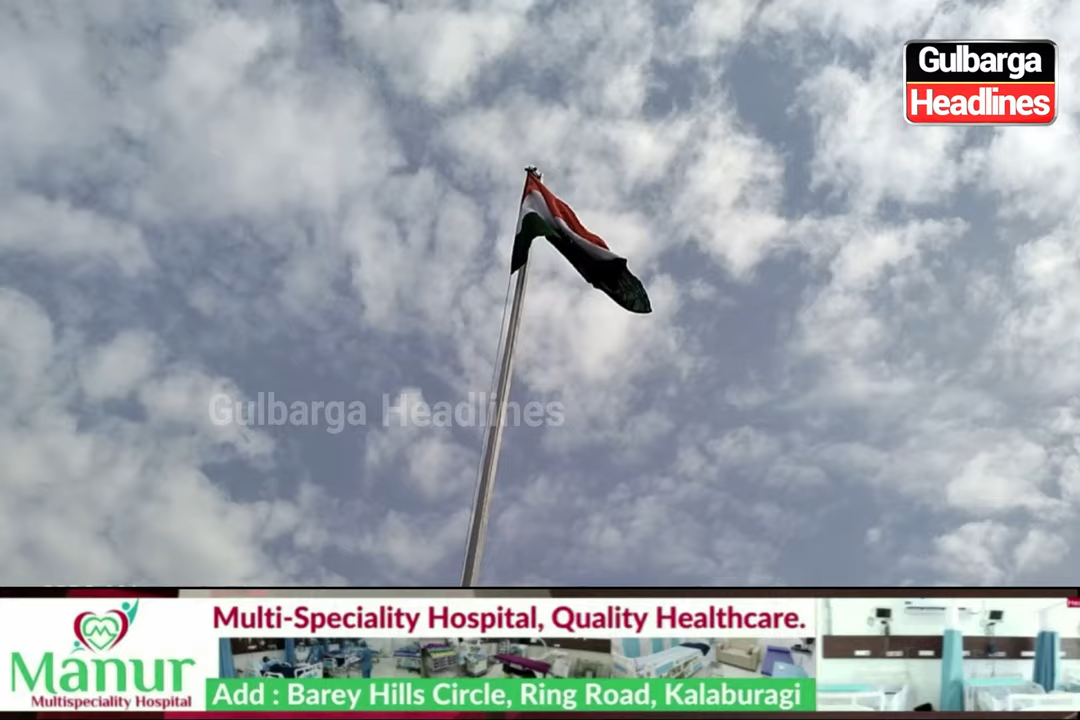 Gulbarga
Headlines
Gulbarga Headlines
Multi-Speciality Hospital, Quality Healthcare.
Manur
Multispeciality Hospital
Add : Barey Hills Circle, Ring Road, Kalaburagi